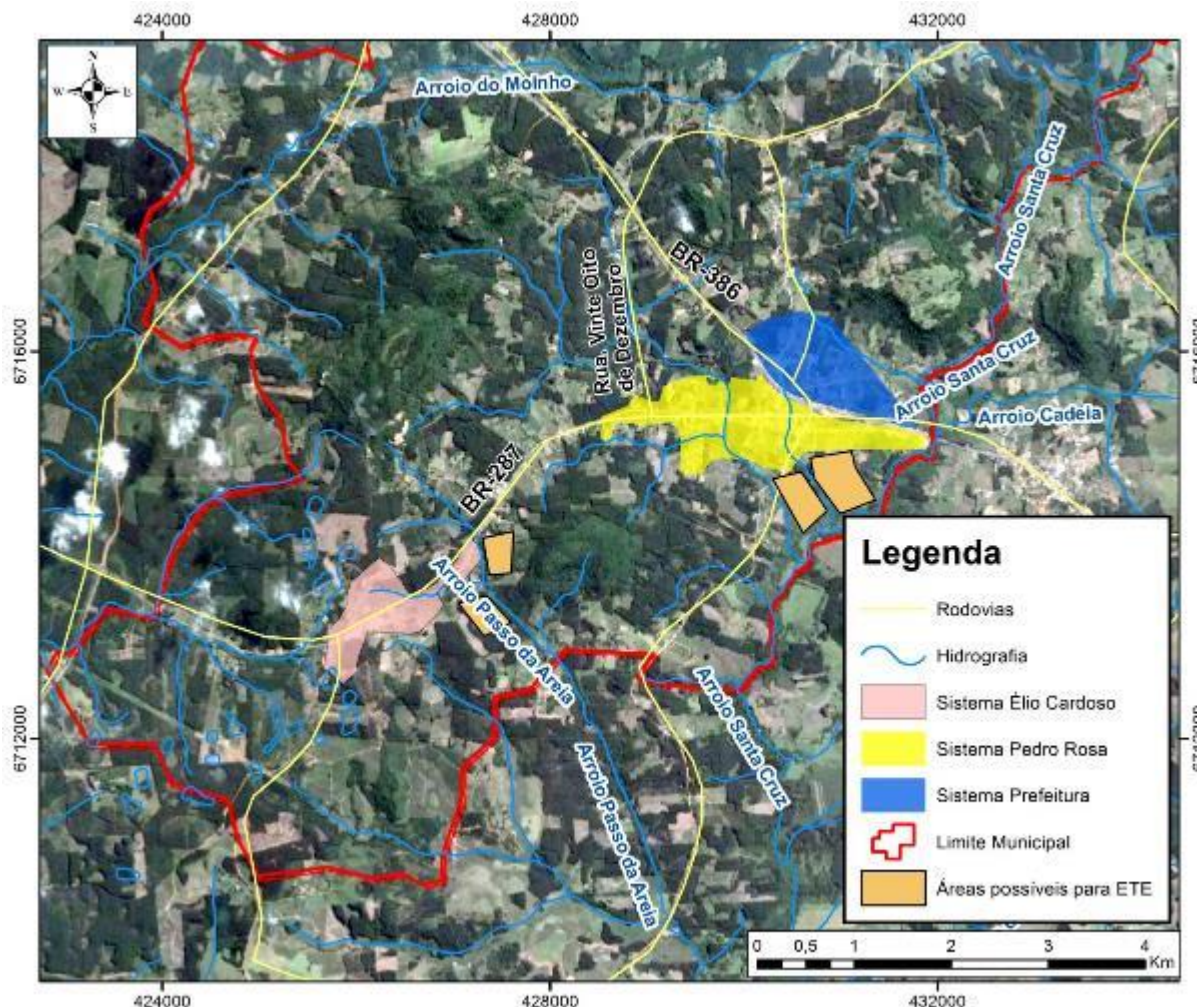 424000
428000
432000
N
W
E
S
Arroio do Moinho
Arroio Santa Cruz
BR-386
Rua Vinte Oito
de Dezembro
6716000
Arroio Santa Cruz
Arroio Cadeia
BR-287
Arroio Passo da Areia
Arroio Santa Cruz
Arroio Passo da Areia
6712000
Legenda
Rodovias
Hidrografia
Sistema Élio Cardoso
Sistema Pedro Rosa
Sistema Prefeitura
Limite Municipal
Áreas possíveis para ETE
0 0,5 1 2 3 4
Km
424000
428000
432000